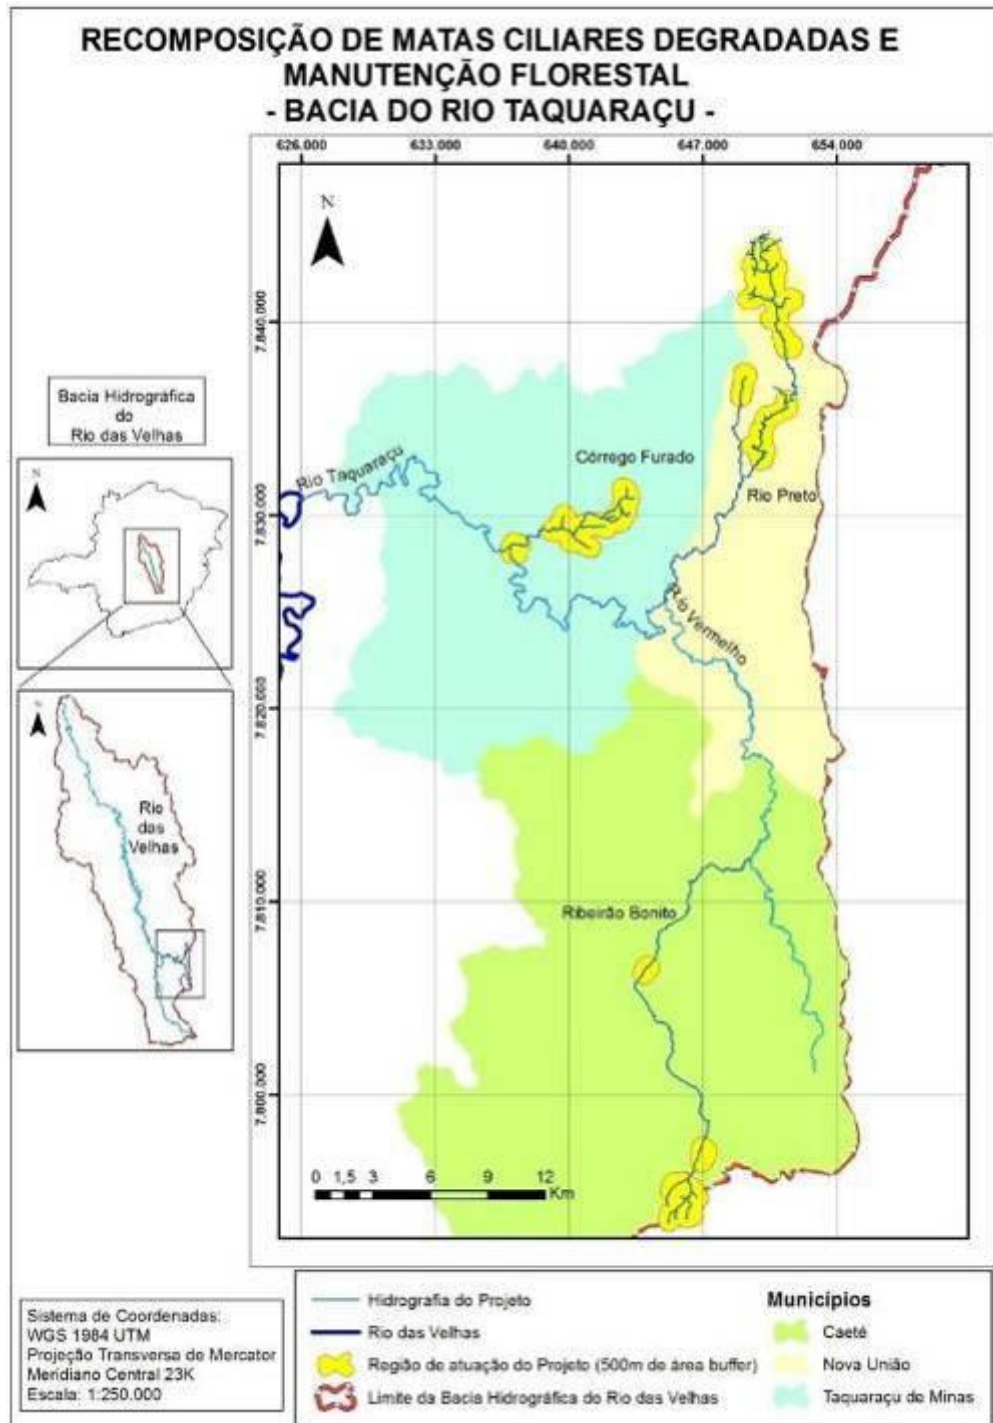 RECOMPOSIÇÃO DE MATAS CILIARES DEGRADADAS E
MANUTENÇÃO FLORESTAL
- BACIA DO RIO TAQUARAÇU -
626.000 633.000 640.000 647.000 654.000
N
7.840.000
7.830.000
7.820.000
7.810.000
7.800.000
Córrego Furado
Rio Taquaraçu
Rio Preto
Rio Vermelho
Ribeirão Bonito
0 1,5 3 6 9 12
Km
Bacia Hidrográfica
do
Rio das Velhas
N
N
Rio
das
Velhas
Sistema de Coordenadas:
WGS 1984 UTM
Projeção Transversa de Mercator
Meridiano Central 23K
Escala: 1:250.000
Hidrografia do Projeto
Rio das Velhas
Região de atuação do Projeto (500m de área buffer)
Limite da Bacia Hidrográfica do Rio das Velhas
Municípios
Caeté
Nova União
Taquaraçu de Minas